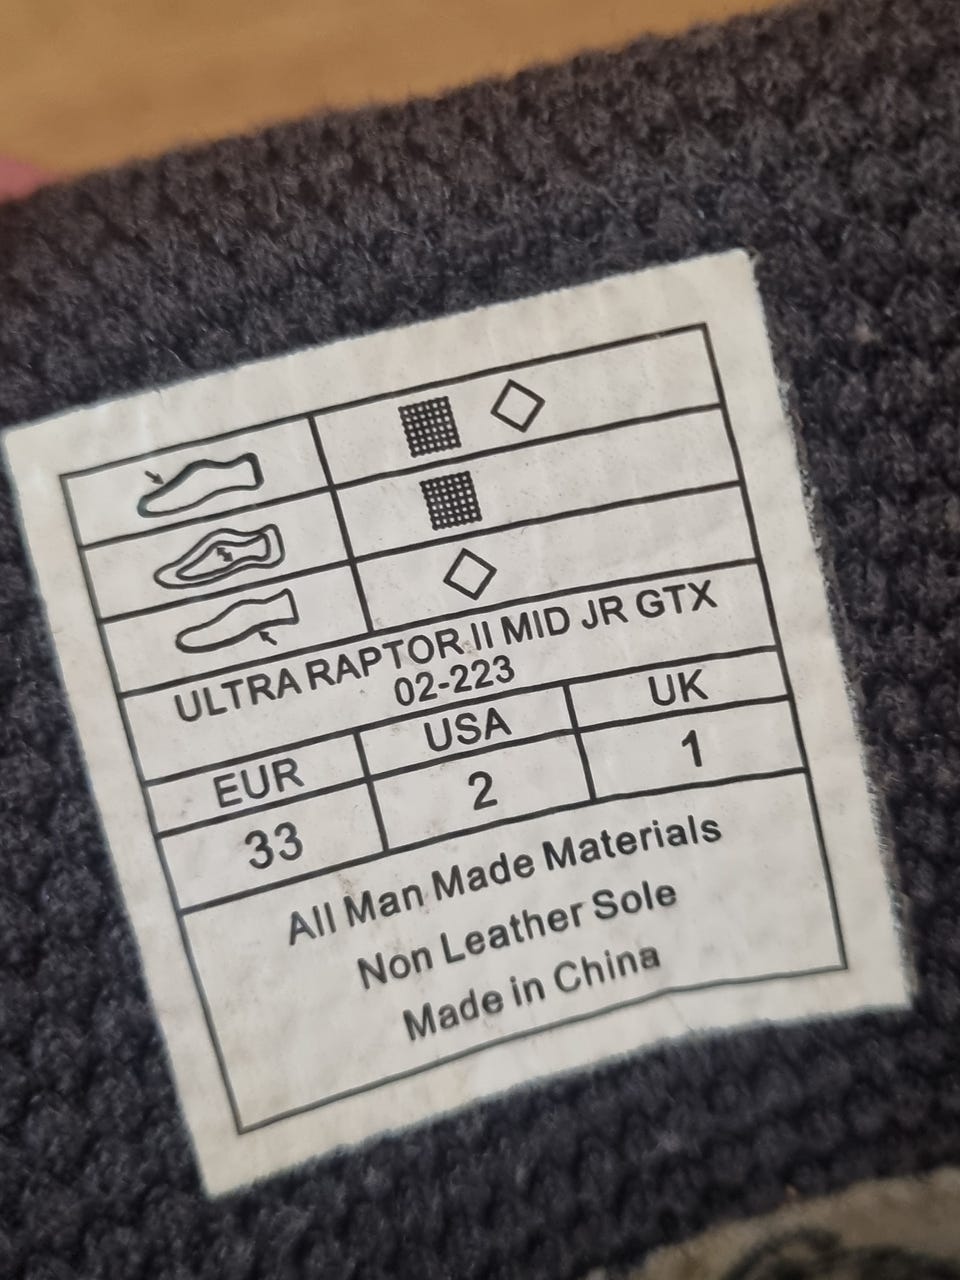 ULTRA RAPTOR II MID JR GTX
02-223
EUR USA UK
33 2 1
All Man Made Materials
Non Leather Sole
Made in China